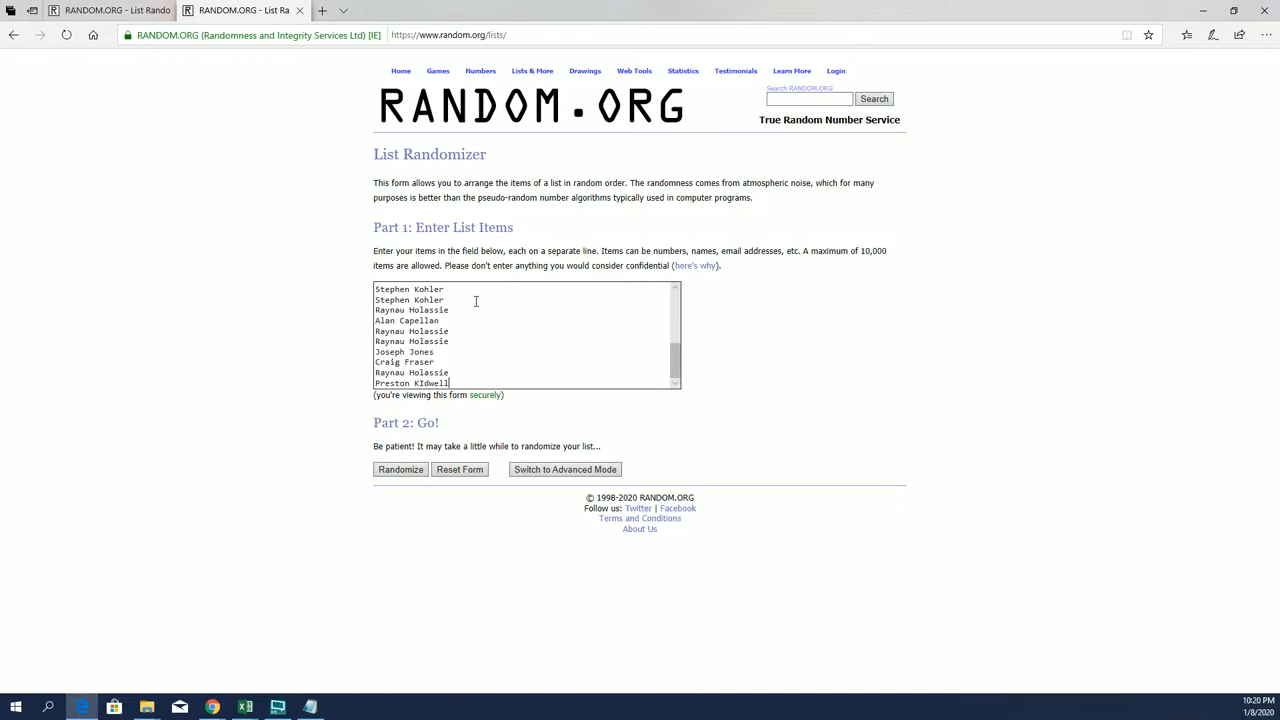 RANDOM.ORG - List Rando
RANDOM.ORG - List Ra
RANDOM.ORG (Randomness and Integrity Services Ltd) [IE]
https://www.random.org/lists/
Home Games Numbers Lists & More Drawings Web Tools Statistics Testimonials Learn More Login
RANDOM.ORG
Search RANDOM.ORG
Search
True Random Number Service
List Randomizer
This form allows you to arrange the items of a list in random order. The randomness comes from atmospheric noise, which for many
purposes is better than the pseudo-random number algorithms typically used in computer programs.
Part 1: Enter List Items
Enter your items in the field below, each on a separate line. Items can be numbers, names, email addresses, etc. A maximum of 10,000
items are allowed. Please don't enter anything you would consider confidential (here's why).
Stephen Kohler
Stephen Kohler
Raynau Holassie
Alan Capellan
Raynau Holassie
Raynau Holassie
Joseph Jones
Craig Fraser
Raynau Holassie
Preston KIdwell
(you're viewing this form securely)
Part 2: Go!
Be patient! It may take a little while to randomize your list...
Randomize Reset Form Switch to Advanced Mode
© 1998-2020 RANDOM.ORG
Follow us: Twitter | Facebook
Terms and Conditions
About Us
10:20 PM
1/8/2020